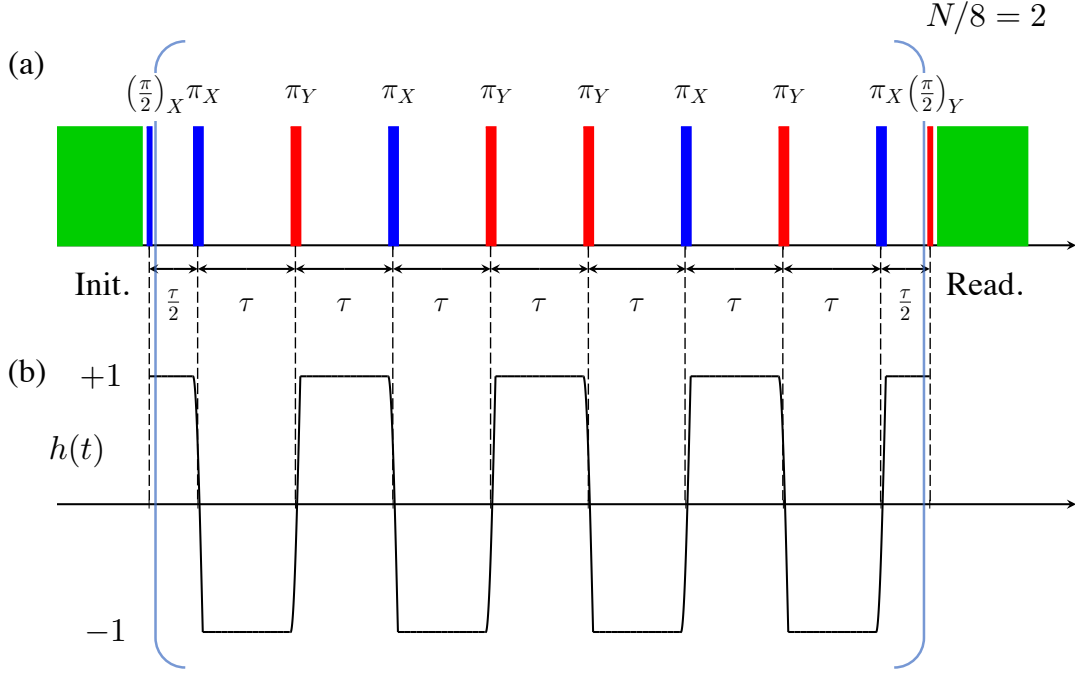 N/8 = 2
(a)
(π/2)_X π_X π_Y π_X π_Y π_Y π_X π_Y π_X (π/2)_Y
Init. Read.
τ/2 τ τ τ τ τ τ τ τ/2
(b)
+1
h(t)
−1